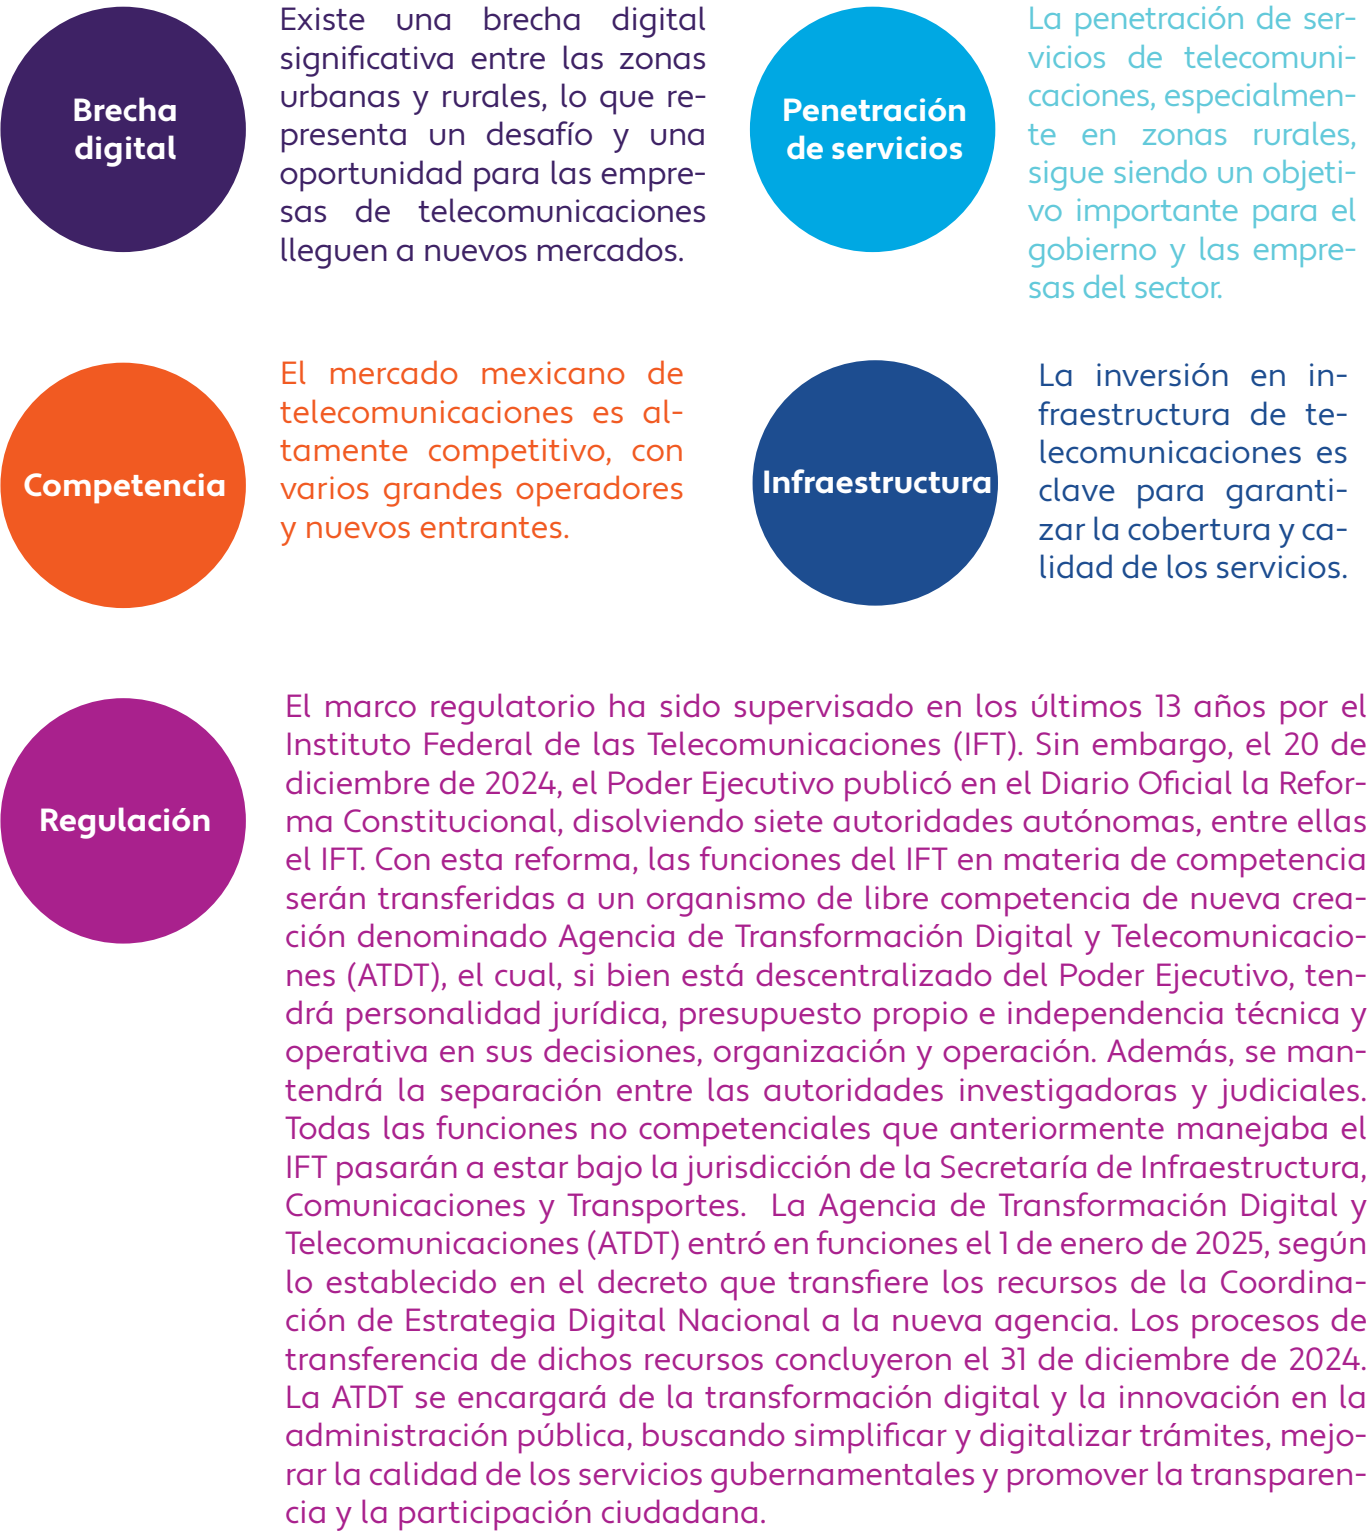 Brecha
digital
Existe una brecha digital
significativa entre las zonas
urbanas y rurales, lo que re-
presenta un desafío y una
oportunidad para las empre-
sas de telecomunicaciones
lleguen a nuevos mercados.
Penetración
de servicios
La penetración de ser-
vicios de telecomuni-
caciones, especialmen-
te en zonas rurales,
sigue siendo un objeti-
vo importante para el
gobierno y las empre-
sas del sector.
Competencia
El mercado mexicano de
telecomunicaciones es al-
tamente competitivo, con
varios grandes operadores
y nuevos entrantes.
Infraestructura
La inversión en in-
fraestructura de te-
lecomunicaciones es
clave para garanti-
zar la cobertura y ca-
lidad de los servicios.
Regulación
El marco regulatorio ha sido supervisado en los últimos 13 años por el
Instituto Federal de las Telecomunicaciones (IFT). Sin embargo, el 20 de
diciembre de 2024, el Poder Ejecutivo publicó en el Diario Oficial la Refor-
ma Constitucional, disolviendo siete autoridades autónomas, entre ellas
el IFT. Con esta reforma, las funciones del IFT en materia de competencia
serán transferidas a un organismo de libre competencia de nueva crea-
ción denominado Agencia de Transformación Digital y Telecomunicacio-
nes (ATDT), el cual, si bien está descentralizado del Poder Ejecutivo, ten-
drá personalidad jurídica, presupuesto propio e independencia técnica y
operativa en sus decisiones, organización y operación. Además, se man-
tendrá la separación entre las autoridades investigadoras y judiciales.
Todas las funciones no competenciales que anteriormente manejaba el
IFT pasarán a estar bajo la jurisdicción de la Secretaría de Infraestructura,
Comunicaciones y Transportes.  La Agencia de Transformación Digital y
Telecomunicaciones (ATDT) entró en funciones el 1 de enero de 2025, según
lo establecido en el decreto que transfiere los recursos de la Coordina-
ción de Estrategia Digital Nacional a la nueva agencia. Los procesos de
transferencia de dichos recursos concluyeron el 31 de diciembre de 2024.
La ATDT se encargará de la transformación digital y la innovación en la
administración pública, buscando simplificar y digitalizar trámites, mejo-
rar la calidad de los servicios gubernamentales y promover la transparen-
cia y la participación ciudadana.